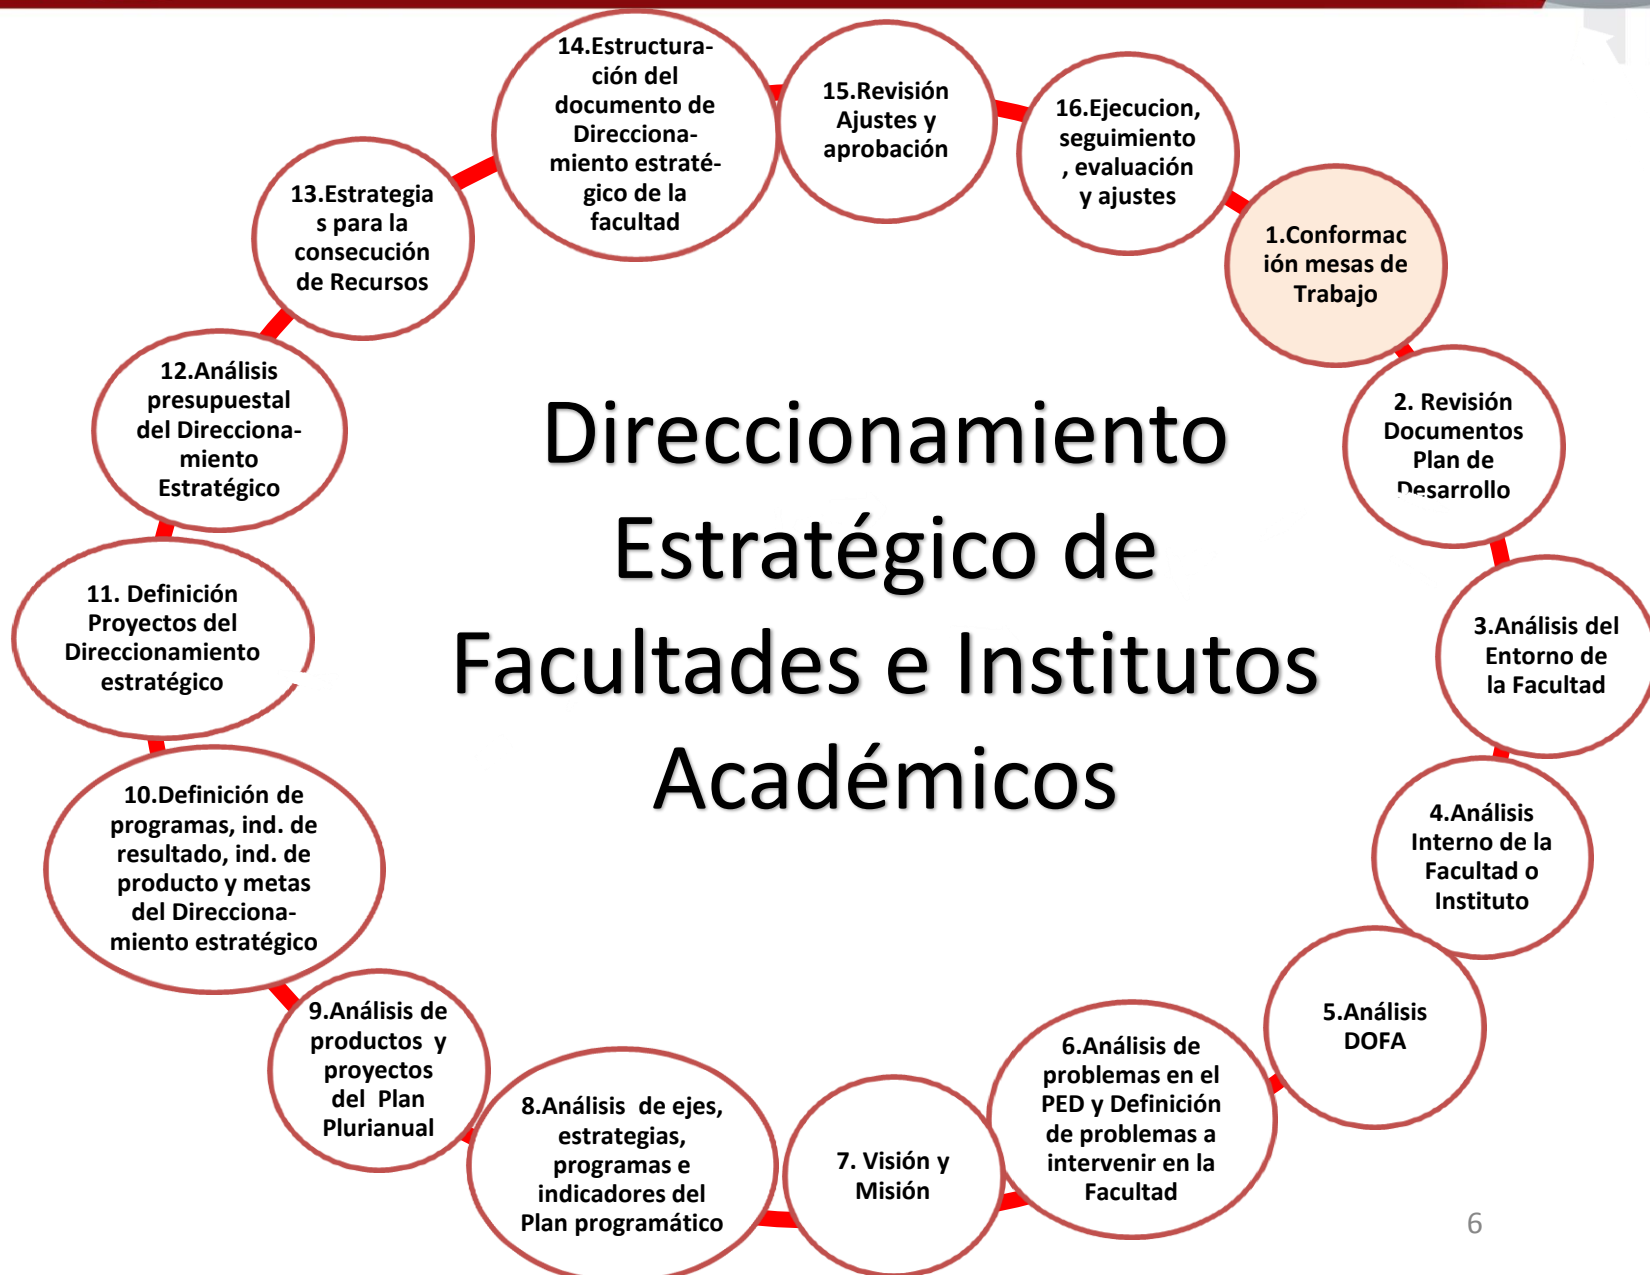 14.Estructura-
ción del
documento de
Direcciona-
miento estraté-
gico de la
facultad
15.Revisión
Ajustes y
aprobación
16.Ejecucion,
seguimiento
, evaluación
y ajustes
1.Conformac
ión mesas de
Trabajo
2. Revisión
Documentos
Plan de
Desarrollo
3.Análisis del
Entorno de
la Facultad
4.Análisis
Interno de la
Facultad o
Instituto
5.Análisis
DOFA
6.Análisis de
problemas en el
PED y Definición
de problemas a
intervenir en la
Facultad
7. Visión y
Misión
8.Análisis de ejes,
estrategias,
programas e
indicadores del
Plan programático
9.Análisis de
productos y
proyectos
del Plan
Plurianual
10.Definición de
programas, ind. de
resultado, ind. de
producto y metas
del Direcciona-
miento estratégico
11. Definición
Proyectos del
Direccionamiento
estratégico
12.Análisis
presupuestal
del Direcciona-
miento
Estratégico
13.Estrategia
s para la
consecución
de Recursos
Direccionamiento
Estratégico de
Facultades e Institutos
Académicos
6